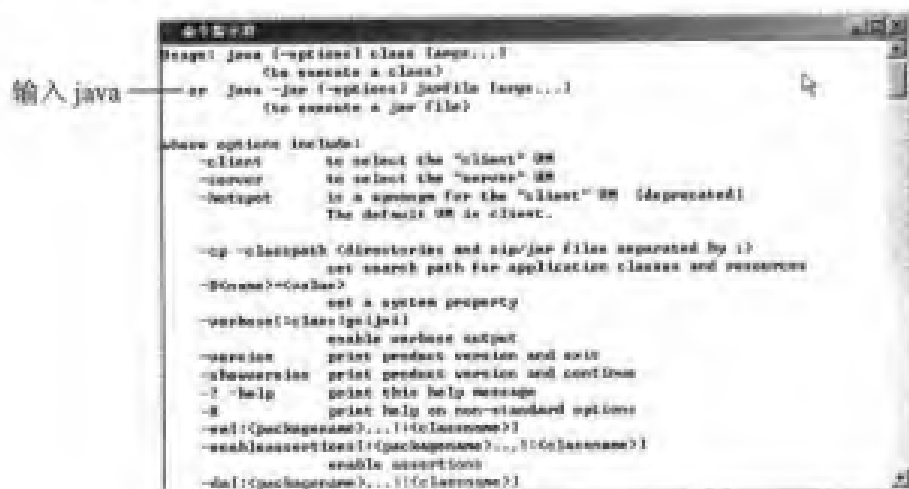 命令提示符
Usage: java [-options] class [args...]
(to execute a class)
输入 java
or java -jar [-options] jarfile [args...]
(to execute a jar file)
where options include:
-client to select the "client" VM
-server to select the "server" VM
-hotspot is a synonym for the "client" VM [deprecated]
The default VM is client.
-cp -classpath <directories and zip/jar files separated by ;>
set search path for application classes and resources
-D<name>=<value>
set a system property
-verbose[:class|gc|jni]
enable verbose output
-version print product version and exit
-showversion print product version and continue
-? -help print this help message
-X print help on non-standard options
-ea[:<packagename>...|:<classname>]
-enableassertions[:<packagename>...|:<classname>]
enable assertions
-da[:<packagename>...|:<classname>]